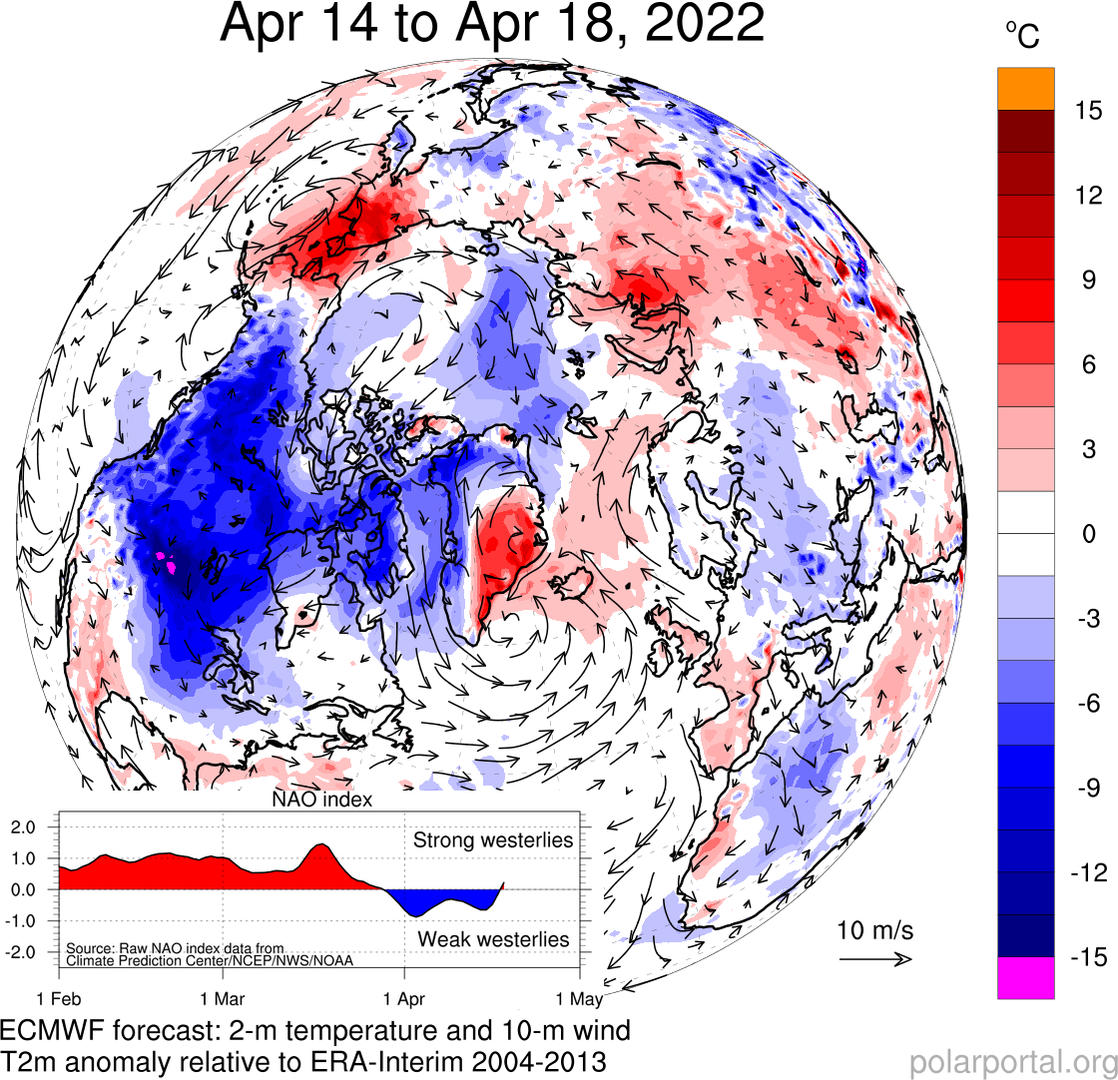 Apr 14 to Apr 18, 2022
oC
15
12
9
6
3
0
-3
-6
-9
-12
-15
10 m/s
NAO index
2.0
1.0
0.0
-1.0
-2.0
Strong westerlies
Weak westerlies
Source: Raw NAO index data from
Climate Prediction Center/NCEP/NWS/NOAA
1 Feb
1 Mar
1 Apr
1 May
ECMWF forecast: 2-m temperature and 10-m wind
T2m anomaly relative to ERA-Interim 2004-2013
polarportal.org